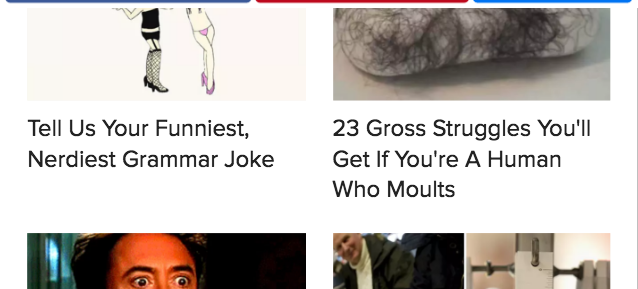 Tell Us Your Funniest,
Nerdiest Grammar Joke
23 Gross Struggles You'll
Get If You're A Human
Who Moults